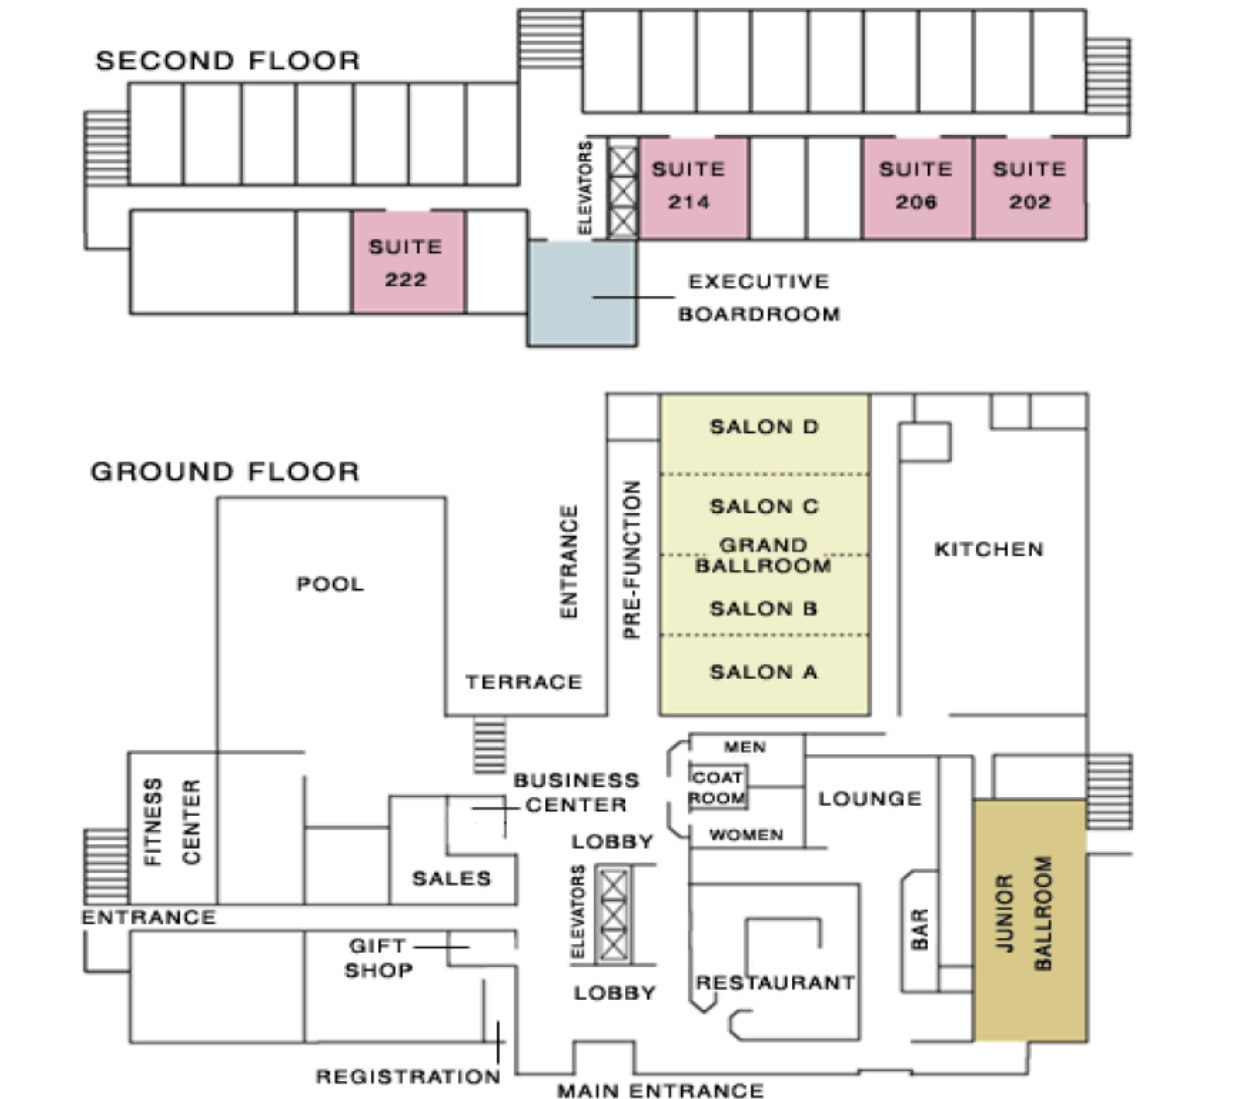 SECOND FLOOR
ELEVATORS
SUITE
214
SUITE
206
SUITE
202
SUITE
222
EXECUTIVE
BOARDROOM
GROUND FLOOR
SALON D
SALON C
GRAND
BALLROOM
SALON B
SALON A
KITCHEN
PRE-FUNCTION
ENTRANCE
POOL
TERRACE
MEN
COAT
ROOM
WOMEN
LOUNGE
BUSINESS
CENTER
LOBBY
FITNESS
CENTER
SALES
ELEVATORS
ENTRANCE
GIFT
SHOP
LOBBY
RESTAURANT
BAR
JUNIOR
BALLROOM
REGISTRATION
MAIN ENTRANCE